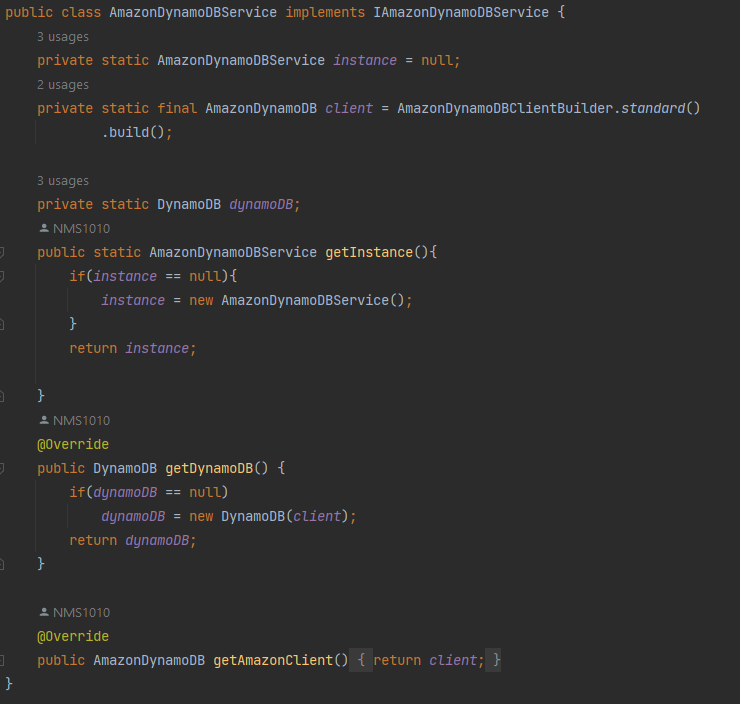 public class AmazonDynamoDBService implements IAmazonDynamoDBService {
3 usages
private static AmazonDynamoDBService instance = null;
2 usages
private static final AmazonDynamoDB client = AmazonDynamoDBClientBuilder.standard()
.build();
3 usages
private static DynamoDB dynamoDB;
NMS1010
public static AmazonDynamoDBService getInstance(){
if(instance == null){
instance = new AmazonDynamoDBService();
}
return instance;
}
NMS1010
@Override
public DynamoDB getDynamoDB() {
if(dynamoDB == null)
dynamoDB = new DynamoDB(client);
return dynamoDB;
}
NMS1010
@Override
public AmazonDynamoDB getAmazonClient() { return client; }
}